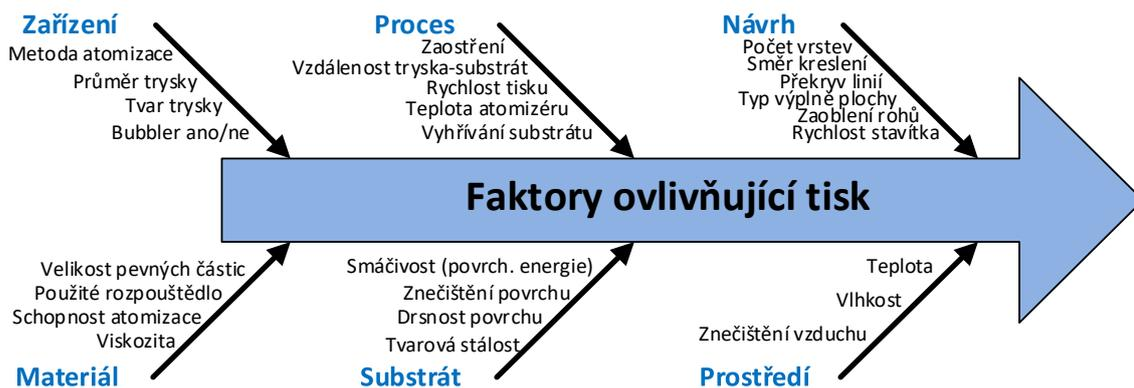 Zařízení
Metoda atomizace
Průměr trysky
Tvar trysky
Bubbler ano/ne
Proces
Zaostření
Vzdálenost tryska-substrát
Rychlost tisku
Teplota atomizéru
Vyhřívání substrátu
Návrh
Počet vrstev
Směr kreslení
Překryv linií
Typ výplně plochy
Zaoblení rohů
Rychlost stavítka
Faktory ovlivňující tisk
Velikost pevných částic
Použité rozpouštědlo
Schopnost atomizace
Viskozita
Materiál
Smáčivost (povrch. energie)
Znečištění povrchu
Drsnost povrchu
Tvarová stálost
Substrát
Teplota
Vlhkost
Znečištění vzduchu
Prostředí